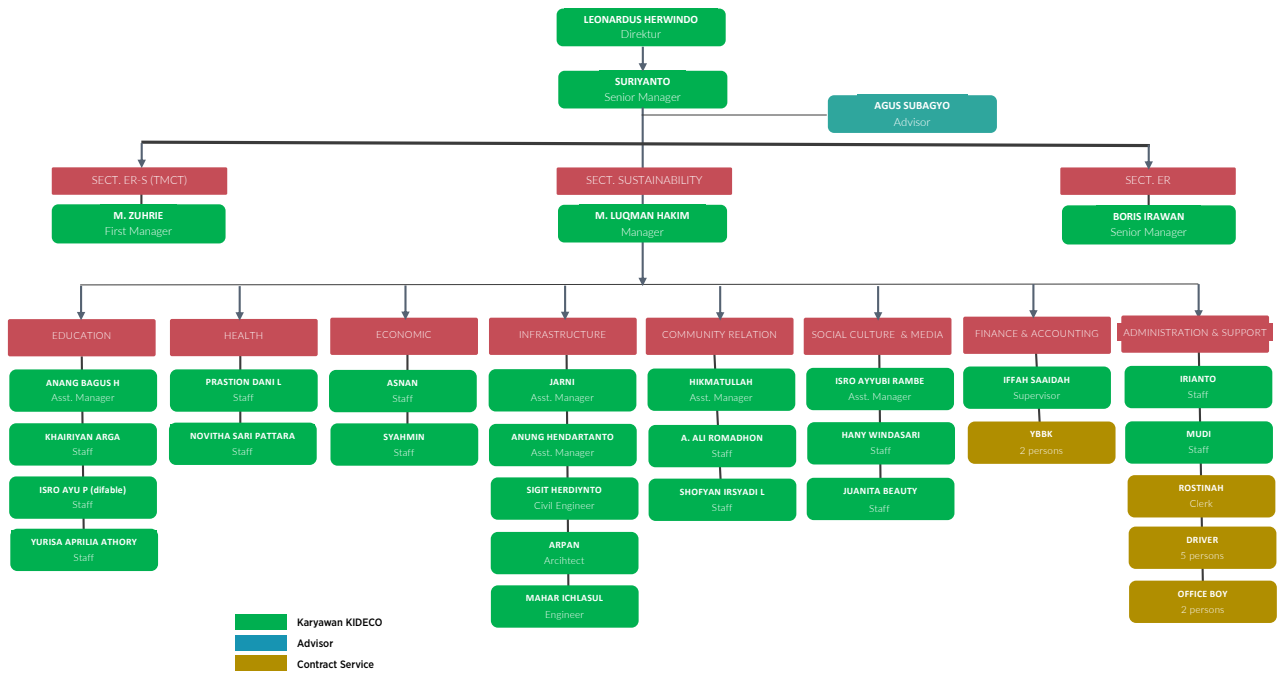 LEONARDUS HERWINDO
Direktur
SURIYANTO
Senior Manager
AGUS SUBAGYO
Advisor
SECT. ER-S (TMCT)
M. ZUHRIE
First Manager
SECT. SUSTAINABILITY
M. LUQMAN HAKIM
Manager
SECT. ER
BORIS IRAWAN
Senior Manager
EDUCATION
ANANG BAGUS H
Asst. Manager
KHAIRIYAN ARGA
Staff
ISRO AYU P (difable)
Staff
YURISA APRILIA ATHORY
Staff
HEALTH
PRASTION DANI L
Staff
NOVITHA SARI PATTARA
Staff
ECONOMIC
ASNAN
Staff
SYAHMIN
Staff
INFRASTRUCTURE
JARNI
Asst. Manager
ANUNG HENDARTANTO
Asst. Manager
SIGIT HERDIYNTO
Civil Engineer
ARPAN
Arcihtect
MAHAR ICHLASUL
Engineer
COMMUNITY RELATION
HIKMATULLAH
Asst. Manager
A. ALI ROMADHON
Staff
SHOFYAN IRSYADI L
Staff
SOCIAL CULTURE & MEDIA
ISRO AYYUBI RAMBE
Asst. Manager
HANY WINDASARI
Staff
JUANITA BEAUTY
Staff
FINANCE & ACCOUNTING
IFFAH SAAIDAH
Supervisor
YBBK
2 persons
ADMINISTRATION & SUPPORT
IRIANTO
Staff
MUDI
Staff
ROSTINAH
Clerk
DRIVER
5 persons
OFFICE BOY
2 persons
Karyawan KIDECO
Advisor
Contract Service